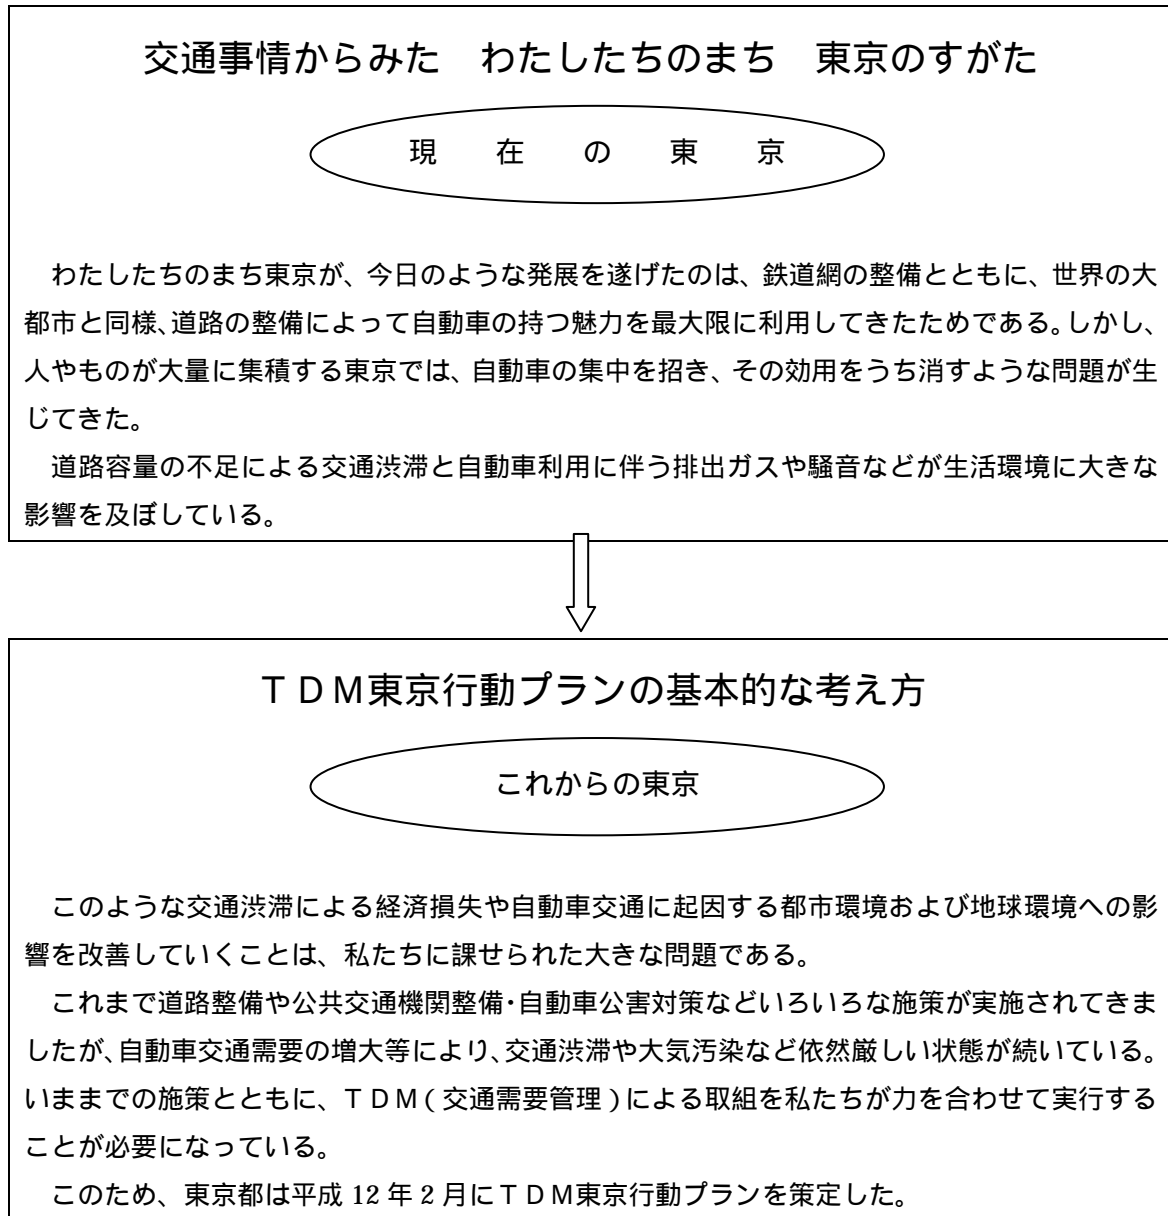 交通事情からみた　わたしたちのまち　東京のすがた
現　在　の　東　京
　わたしたちのまち東京が、今日のような発展を遂げたのは、鉄道網の整備とともに、世界の大
都市と同様、道路の整備によって自動車の持つ魅力を最大限に利用してきたためである。しかし、
人やものが大量に集積する東京では、自動車の集中を招き、その効用をうち消すような問題が生
じてきた。
　道路容量の不足による交通渋滞と自動車利用に伴う排出ガスや騒音などが生活環境に大きな
影響を及ぼしている。
ＴＤＭ東京行動プランの基本的な考え方
これからの東京
　このような交通渋滞による経済損失や自動車交通に起因する都市環境および地球環境への影
響を改善していくことは、私たちに課せられた大きな問題である。
　これまで道路整備や公共交通機関整備・自動車公害対策などいろいろな施策が実施されてきま
したが、自動車交通需要の増大等により、交通渋滞や大気汚染など依然厳しい状態が続いている。
いままでの施策とともに、ＴＤＭ（交通需要管理）による取組を私たちが力を合わせて実行する
ことが必要になっている。
　このため、東京都は平成 12 年 2 月にＴＤＭ東京行動プランを策定した。